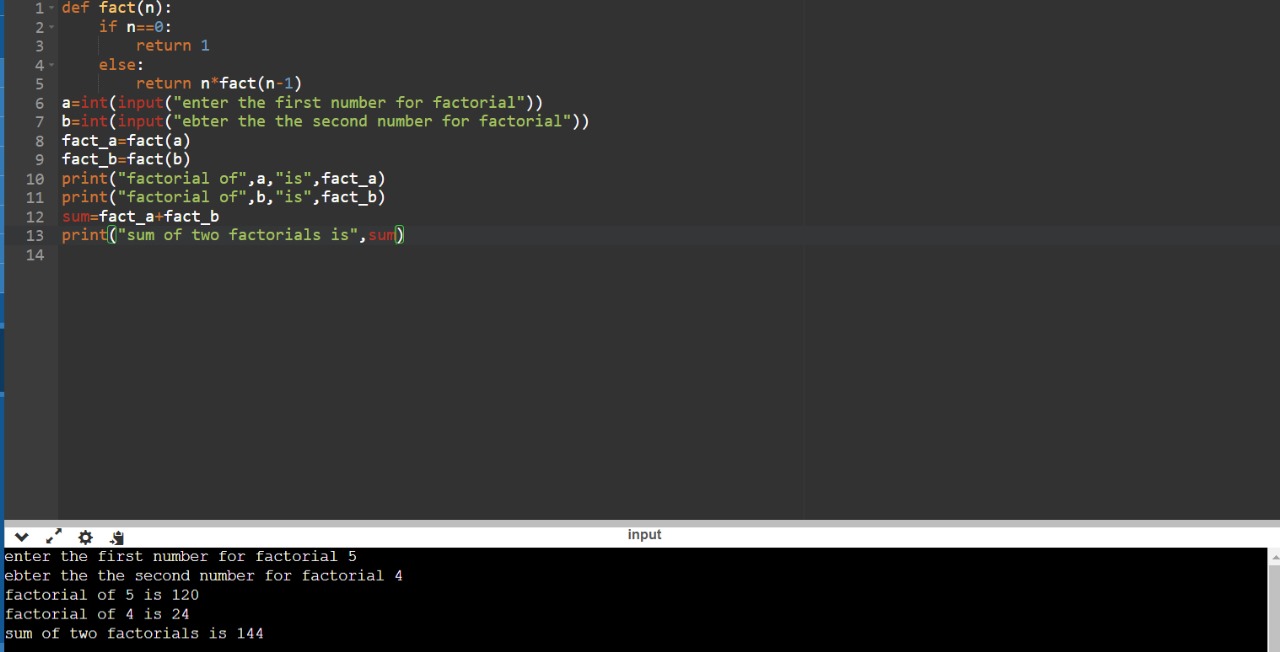 1 def fact(n):
2 if n==0:
3 return 1
4 else:
5 return n*fact(n-1)
6 a=int(input("enter the first number for factorial"))
7 b=int(input("ebter the the second number for factorial"))
8 fact_a=fact(a)
9 fact_b=fact(b)
10 print("factorial of",a,"is",fact_a)
11 print("factorial of",b,"is",fact_b)
12 sum=fact_a+fact_b
13 print("sum of two factorials is",sum)
14
input
enter the first number for factorial 5
ebter the the second number for factorial 4
factorial of 5 is 120
factorial of 4 is 24
sum of two factorials is 144